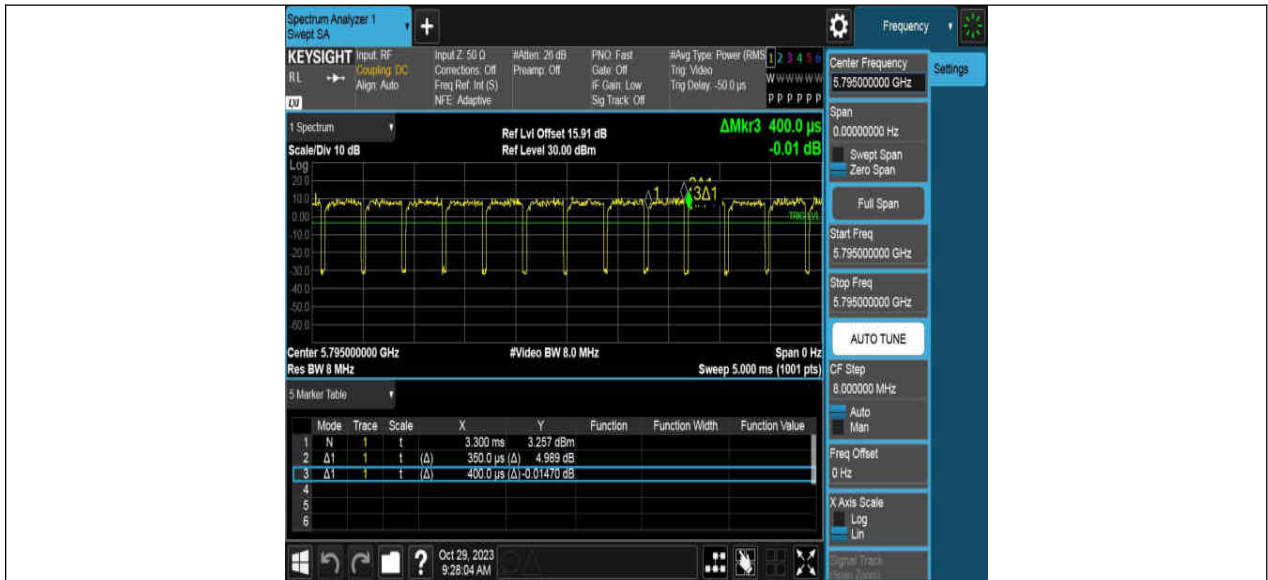 Spectrum Analyzer 1
Swept SA
+
Frequency
KEYSIGHT
RL
LXI
Input: RF
Coupling: DC
Align: Auto
Input Z: 50 Ω
Corrections: Off
Freq Ref: Int (S)
NFE: Adaptive
#Atten: 26 dB
Preamp: Off
PNO: Fast
Gate: Off
IF Gain: Low
Sig Track: Off
#Avg Type: Power (RMS
Trig: Video
Trig Delay: -50.0 µs
1 2 3 4 5 6
W W W W W W
P P P P P P
Center Frequency
5.795000000 GHz
Settings
Span
0.00000000 Hz
Swept Span
Zero Span
Full Span
Start Freq
5.795000000 GHz
Stop Freq
5.795000000 GHz
AUTO TUNE
CF Step
8.000000 MHz
Auto
Man
Freq Offset
0 Hz
X Axis Scale
Log
Lin
Signal Track
(Span Zoom)
1 Spectrum
Scale/Div 10 dB
Ref Lvl Offset 15.91 dB
Ref Level 30.00 dBm
ΔMkr3 400.0 µs
-0.01 dB
Log
20.0
10.0
0.00
-10.0
-20.0
-30.0
-40.0
-50.0
-60.0
1
3Δ1
TRIG LVL
Center 5.795000000 GHz
#Video BW 8.0 MHz
Span 0 Hz
Res BW 8 MHz
Sweep 5.000 ms (1001 pts)
5 Marker Table
Mode Trace Scale X Y Function Function Width Function Value
1 N 1 t 3.300 ms 3.257 dBm
2 Δ1 1 t (Δ) 350.0 µs (Δ) 4.989 dB
3 Δ1 1 t (Δ) 400.0 µs (Δ) -0.01470 dB
4
5
6
?
Oct 29, 2023
9:28:04 AM